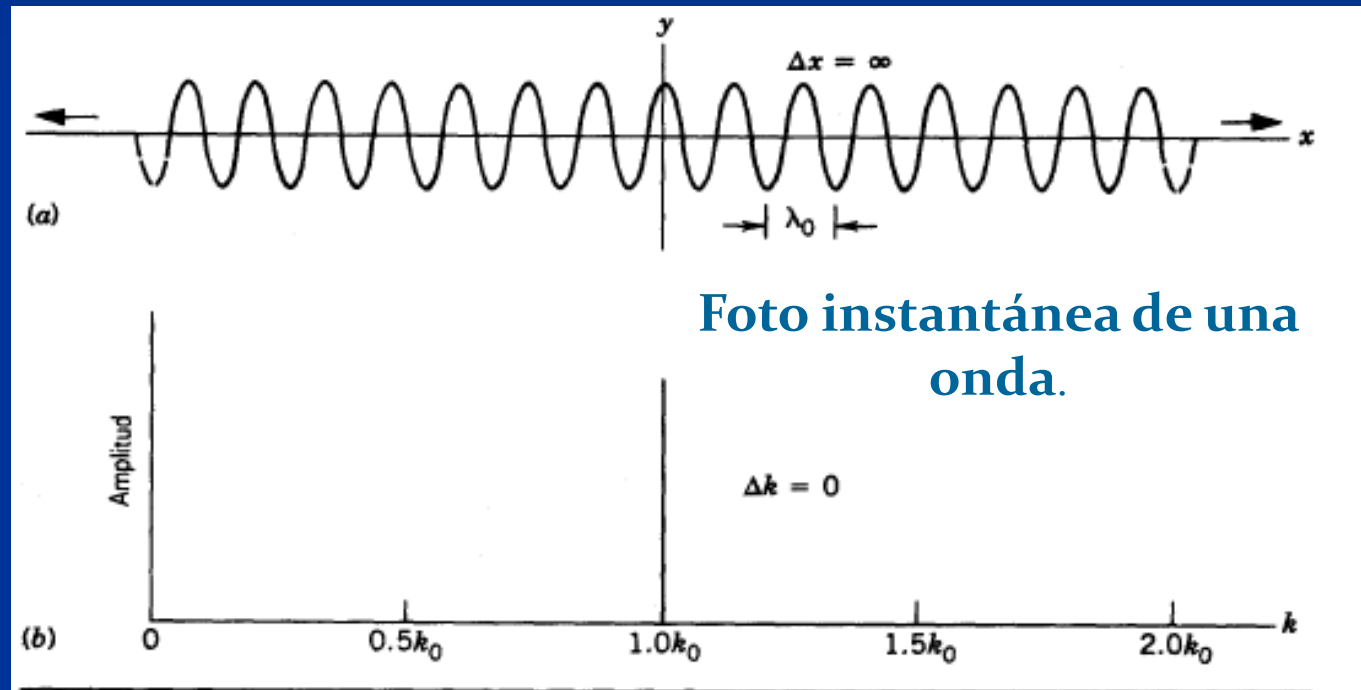 y
Δx = ∞
x
(a)
λ₀
Foto instantánea de una
onda.
Amplitud
Δk = 0
(b)
0 0.5k₀ 1.0k₀ 1.5k₀ 2.0k₀ k